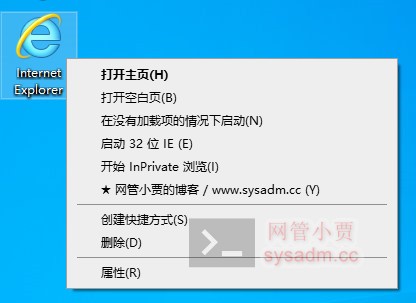 Internet
Explorer
打开主页(H)
打开空白页(B)
在没有加载项的情况下启动(N)
启动 32 位 IE (E)
开始 InPrivate 浏览(I)
★ 网管小贾的博客 / www.sysadm.cc (Y)
创建快捷方式(S)
删除(D)
属性(R)
网管小贾
sysadm.cc